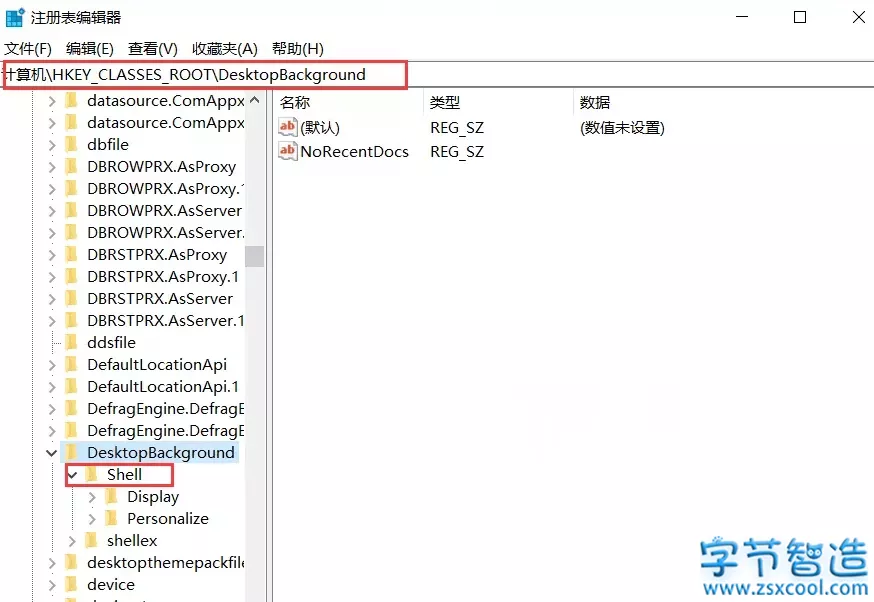 注册表编辑器
文件(F) 编辑(E) 查看(V) 收藏夹(A) 帮助(H)
计算机\HKEY_CLASSES_ROOT\DesktopBackground
datasource.ComAppx
datasource.ComAppx
dbfile
DBROWPRX.AsProxy
DBROWPRX.AsProxy.1
DBROWPRX.AsServer
DBROWPRX.AsServer.
DBRSTPRX.AsProxy
DBRSTPRX.AsProxy.1
DBRSTPRX.AsServer
DBRSTPRX.AsServer.1
ddsfile
DefaultLocationApi
DefaultLocationApi.1
DefragEngine.DefragE
DefragEngine.DefragE
DesktopBackground
Shell
Display
Personalize
shellex
desktopthemepackfile
device
名称 类型 数据
ab (默认) REG_SZ (数值未设置)
ab NoRecentDocs REG_SZ
字节智造
www.zsxcool.com